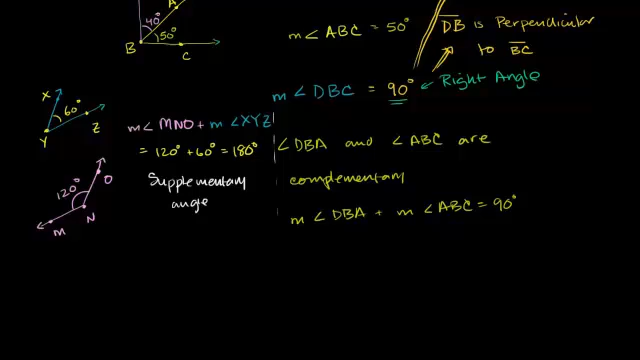 40°
A
50°
B
C
m∠ABC = 50°
DB is Perpendicular
to BC
m ∠DBC = 90° ← Right Angle
X
60°
Y
Z
m∠MNO + m∠XYZ
= 120° + 60° = 180°
Supplementary
angle
120°
O
N
M
∠DBA and ∠ABC are
complementary
m ∠DBA + m ∠ABC = 90°